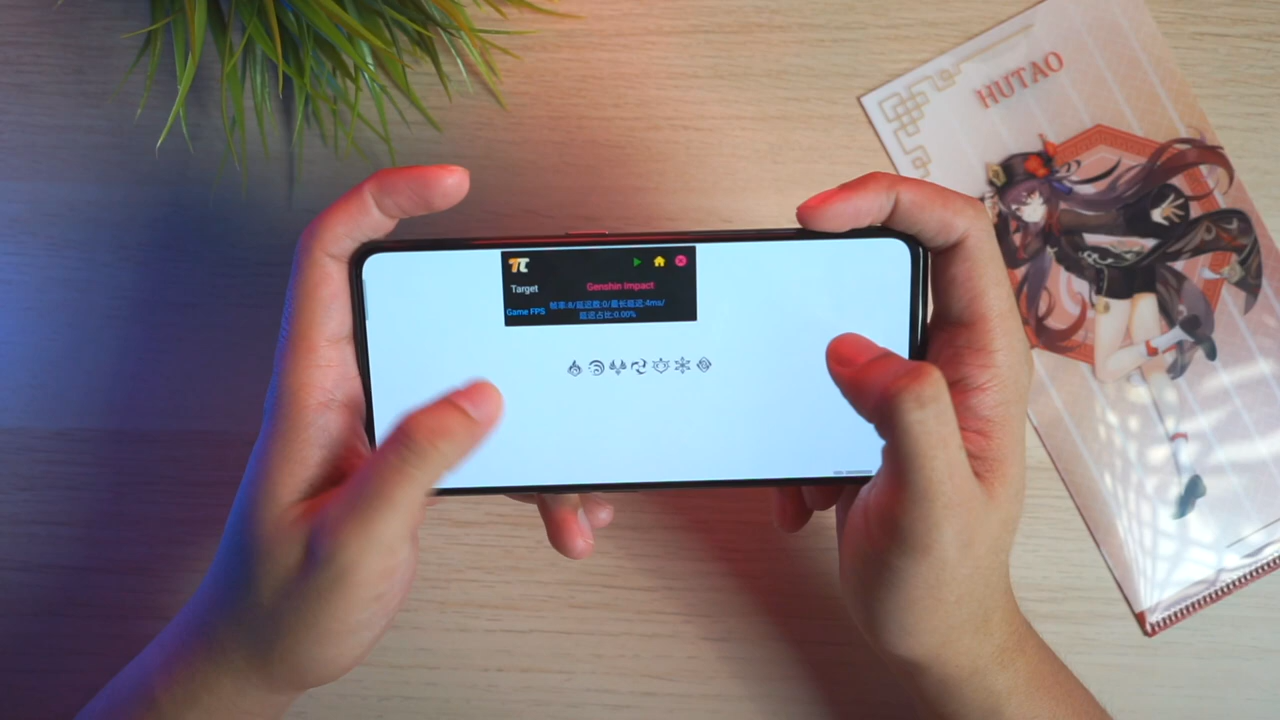 HUTAO
Target
Genshin Impact
Game FPS
帧率:8/延迟数:0/最长延迟:4ms/
延迟占比:0.00%